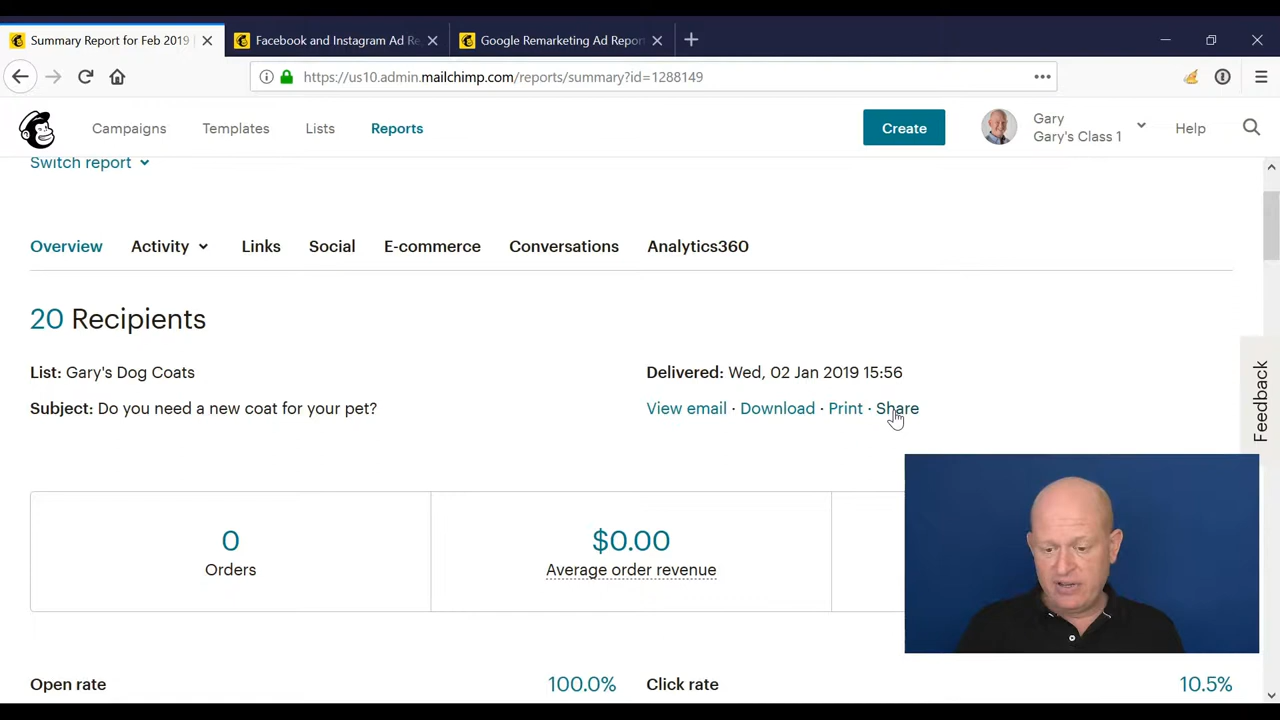 Summary Report for Feb 2019
Facebook and Instagram Ad Re
Google Remarketing Ad Repor
https://us10.admin.mailchimp.com/reports/summary?id=1288149
Campaigns
Templates
Lists
Reports
Create
Gary
Gary's Class 1
Help
Switch report
Overview
Activity
Links
Social
E-commerce
Conversations
Analytics360
20 Recipients
List: Gary's Dog Coats
Delivered: Wed, 02 Jan 2019 15:56
Subject: Do you need a new coat for your pet?
View email · Download · Print · Share
Feedback
0
Orders
$0.00
Average order revenue
Open rate
100.0%
Click rate
10.5%